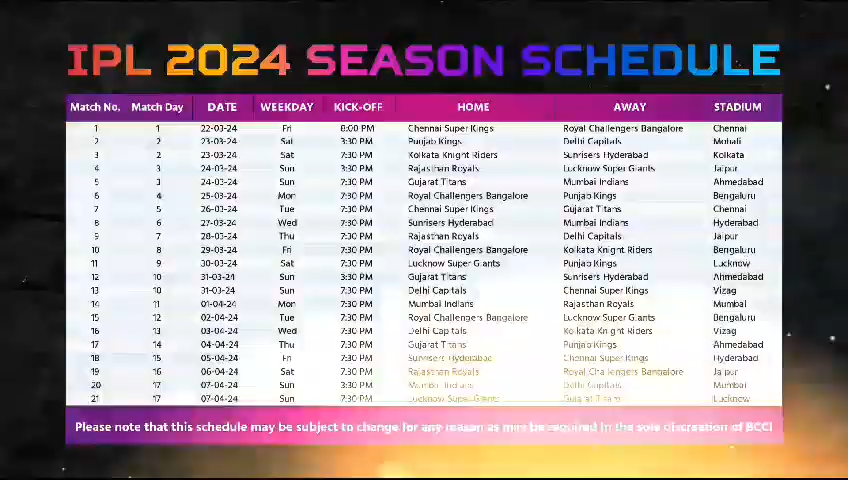 IPL 2024 SEASON SCHEDULE
Match No. Match Day DATE WEEKDAY KICK-OFF HOME AWAY STADIUM
1 1 22-03-24 Fri 8:00 PM Chennai Super Kings Royal Challengers Bangalore Chennai
2 2 23-03-24 Sat 3:30 PM Punjab Kings Delhi Capitals Mohali
3 2 23-03-24 Sat 7:30 PM Kolkata Knight Riders Sunrisers Hyderabad Kolkata
4 3 24-03-24 Sun 3:30 PM Rajasthan Royals Lucknow Super Giants Jaipur
5 3 24-03-24 Sun 7:30 PM Gujarat Titans Mumbai Indians Ahmedabad
6 4 25-03-24 Mon 7:30 PM Royal Challengers Bangalore Punjab Kings Bengaluru
7 5 26-03-24 Tue 7:30 PM Chennai Super Kings Gujarat Titans Chennai
8 6 27-03-24 Wed 7:30 PM Sunrisers Hyderabad Mumbai Indians Hyderabad
9 7 28-03-24 Thu 7:30 PM Rajasthan Royals Delhi Capitals Jaipur
10 8 29-03-24 Fri 7:30 PM Royal Challengers Bangalore Kolkata Knight Riders Bengaluru
11 9 30-03-24 Sat 7:30 PM Lucknow Super Giants Punjab Kings Lucknow
12 10 31-03-24 Sun 3:30 PM Gujarat Titans Sunrisers Hyderabad Ahmedabad
13 10 31-03-24 Sun 7:30 PM Delhi Capitals Chennai Super Kings Vizag
14 11 01-04-24 Mon 7:30 PM Mumbai Indians Rajasthan Royals Mumbai
15 12 02-04-24 Tue 7:30 PM Royal Challengers Bangalore Lucknow Super Giants Bengaluru
16 13 03-04-24 Wed 7:30 PM Delhi Capitals Kolkata Knight Riders Vizag
17 14 04-04-24 Thu 7:30 PM Gujarat Titans Punjab Kings Ahmedabad
18 15 05-04-24 Fri 7:30 PM Sunrisers Hyderabad Chennai Super Kings Hyderabad
19 16 06-04-24 Sat 7:30 PM Rajasthan Royals Royal Challengers Bangalore Jaipur
20 17 07-04-24 Sun 3:30 PM Mumbai Indians Delhi Capitals Mumbai
21 17 07-04-24 Sun 7:30 PM Lucknow Super Giants Gujarat Titans Lucknow
Please note that this schedule may be subject to change for any reason as may be required in the sole discreation of BCCI